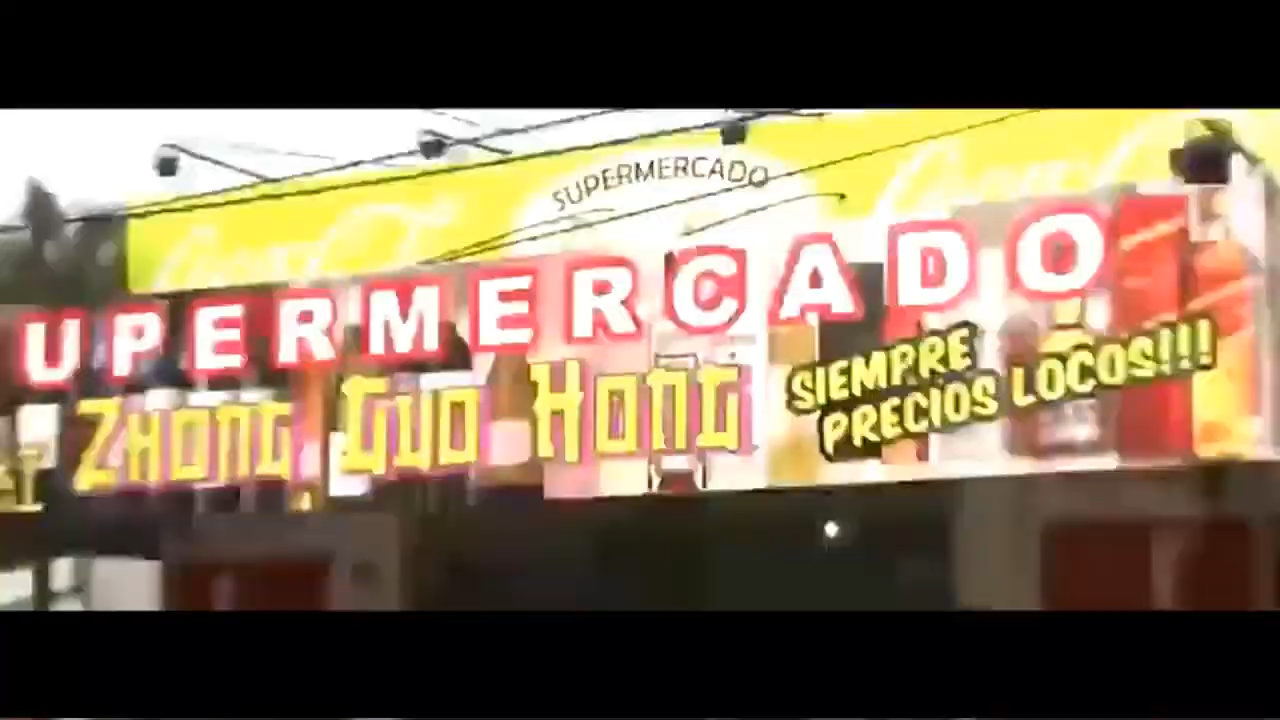 SUPERMERCADO
UPERMERCADO
ZHONG GUO HONG
SIEMPRE
PRECIOS LOCOS!!!